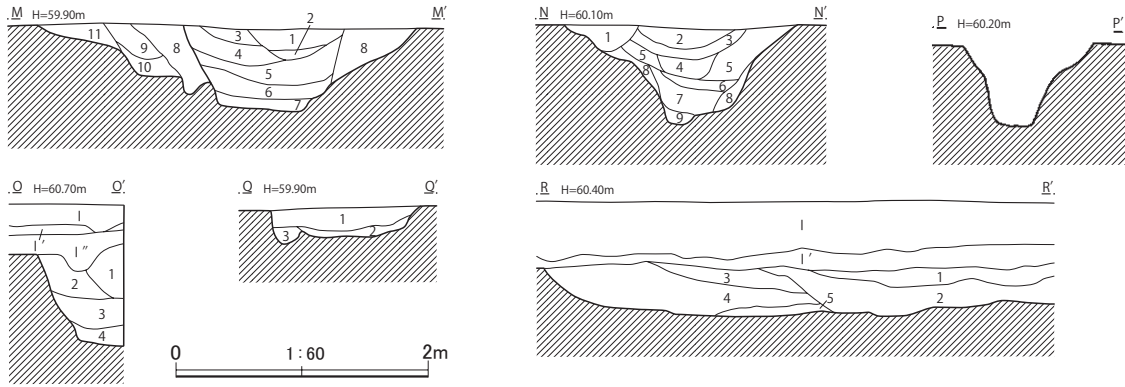 M H=59.90m M′
2
11 9 8 3 1 8
4
10 5
6
7
N H=60.10m N′
1 2 3
5 4 5
8 6
7 8
9
P H=60.20m P′
O H=60.70m O′
I
I′ I″
1
2
3
4
Q H=59.90m Q′
1
3 2
R H=60.40m R′
I
I′
3 1
4 5 2
0 1:60 2m